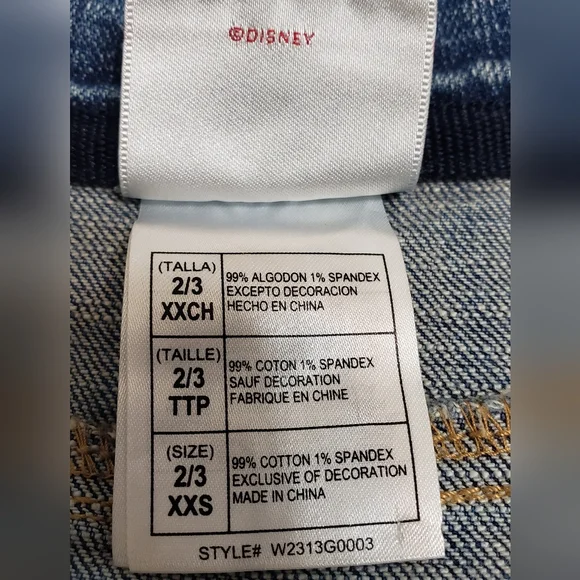 ©DISNEY
(TALLA)
2/3
XXCH
99% ALGODON 1% SPANDEX
EXCEPTO DECORACION
HECHO EN CHINA
(TAILLE)
2/3
TTP
99% COTON 1% SPANDEX
SAUF DECORATION
FABRIQUE EN CHINE
(SIZE)
2/3
XXS
99% COTTON 1% SPANDEX
EXCLUSIVE OF DECORATION
MADE IN CHINA
STYLE# W2313G0003